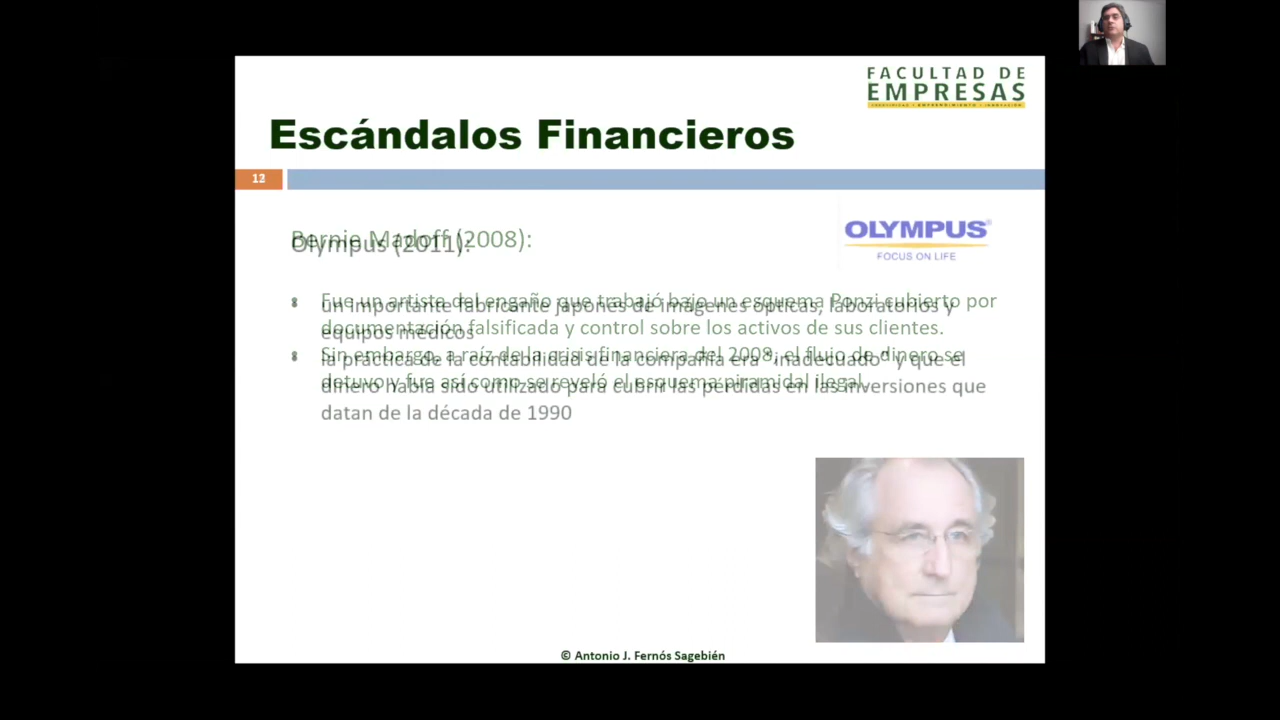 FACULTAD DE
EMPRESAS
Escándalos Financieros
Bernie Madoff (2008):
Olympus (2011):
OLYMPUS
FOCUS ON LIFE
Fue un artista del engaño que trabajó bajo un esquema Ponzi cubierto por
documentación falsificada y control sobre los activos de sus clientes.
Sin embargo, a raíz de la crisis financiera del 2008, el flujo de dinero se
detuvo y fue así como se reveló el esquema piramidal ilegal.
un importante fabricante japonés de imágenes ópticas, laboratorios y
equipos médicos
la práctica de la contabilidad de la compañía era "inadecuado" y que el
dinero había sido utilizado para cubrir las pérdidas en las inversiones que
datan de la década de 1990
© Antonio J. Fernós Sagebién